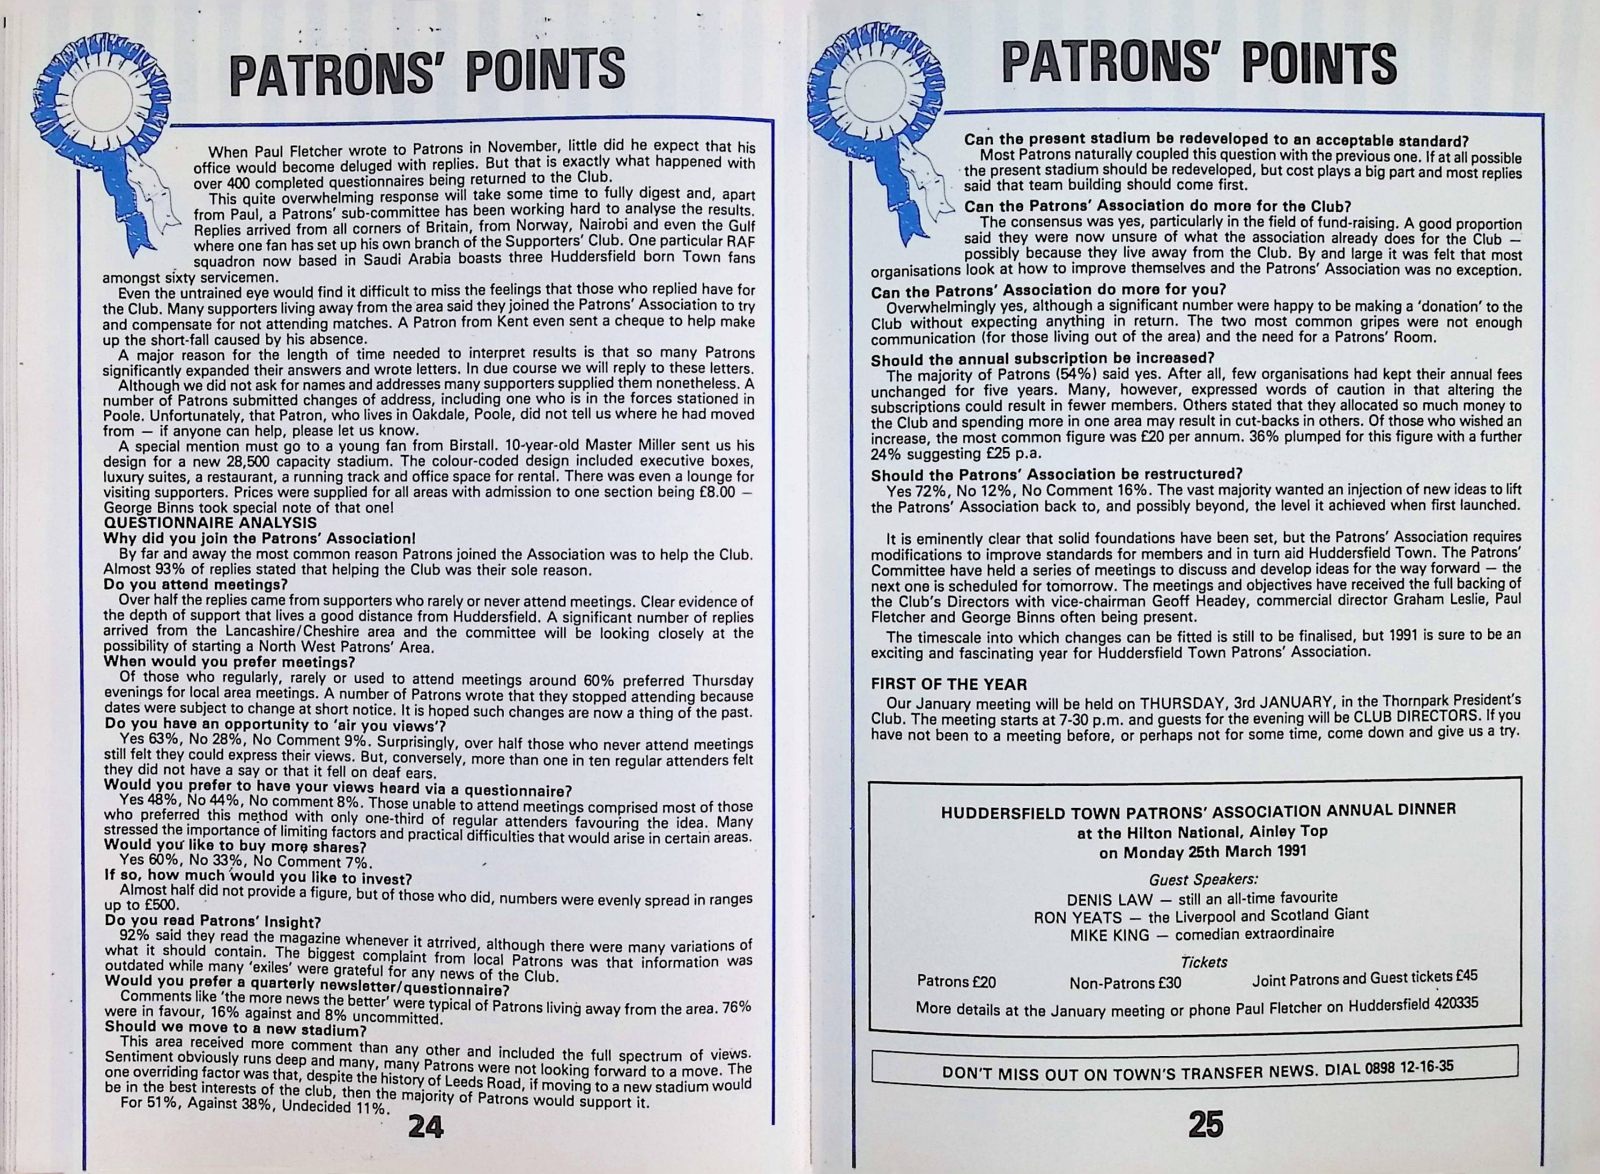 PATRONS' POINTS
When Paul Fletcher wrote to Patrons in November, little did he expect that his
office would become deluged with replies. But that is exactly what happened with
over 400 completed questionnaires being returned to the Club.
This quite overwhelming response will take some time to fully digest and, apart
from Paul, a Patrons' sub-committee has been working hard to analyse the results.
Replies arrived from all corners of Britain, from Norway, Nairobi and even the Gulf
where one fan has set up his own branch of the Supporters' Club. One particular RAF
squadron now based in Saudi Arabia boasts three Huddersfield born Town fans
amongst sixty servicemen.
Even the untrained eye would find it difficult to miss the feelings that those who replied have for
the Club. Many supporters living away from the area said they joined the Patrons' Association to try
and compensate for not attending matches. A Patron from Kent even sent a cheque to help make
up the short-fall caused by his absence.
A major reason for the length of time needed to interpret results is that so many Patrons
significantly expanded their answers and wrote letters. In due course we will reply to these letters.
Although we did not ask for names and addresses many supporters supplied them nonetheless. A
number of Patrons submitted changes of address, including one who is in the forces stationed in
Poole. Unfortunately, that Patron, who lives in Oakdale, Poole, did not tell us where he had moved
from — if anyone can help, please let us know.
A special mention must go to a young fan from Birstall. 10-year-old Master Miller sent us his
design for a new 28,500 capacity stadium. The colour-coded design included executive boxes,
luxury suites, a restaurant, a running track and office space for rental. There was even a lounge for
visiting supporters. Prices were supplied for all areas with admission to one section being £8.00 —
George Binns took special note of that one!
QUESTIONNAIRE ANALYSIS
Why did you join the Patrons' Association!
By far and away the most common reason Patrons joined the Association was to help the Club.
Almost 93% of replies stated that helping the Club was their sole reason.
Do you attend meetings?
Over half the replies came from supporters who rarely or never attend meetings. Clear evidence of
the depth of support that lives a good distance from Huddersfield. A significant number of replies
arrived from the Lancashire/Cheshire area and the committee will be looking closely at the
possibility of starting a North West Patrons' Area.
When would you prefer meetings?
Of those who regularly, rarely or used to attend meetings around 60% preferred Thursday
evenings for local area meetings. A number of Patrons wrote that they stopped attending because
dates were subject to change at short notice. It is hoped such changes are now a thing of the past.
Do you have an opportunity to 'air you views'?
Yes 63%, No 28%, No Comment 9%. Surprisingly, over half those who never attend meetings
still felt they could express their views. But, conversely, more than one in ten regular attenders felt
they did not have a say or that it fell on deaf ears.
Would you prefer to have your views heard via a questionnaire?
Yes 48%, No 44%, No comment 8%. Those unable to attend meetings comprised most of those
who preferred this method with only one-third of regular attenders favouring the idea. Many
stressed the importance of limiting factors and practical difficulties that would arise in certain areas.
Would you like to buy more shares?
Yes 60%, No 33%, No Comment 7%.
If so, how much would you like to invest?
Almost half did not provide a figure, but of those who did, numbers were evenly spread in ranges
up to £500.
Do you read Patrons' Insight?
92% said they read the magazine whenever it atrrived, although there were many variations of
what it should contain. The biggest complaint from local Patrons was that information was
outdated while many 'exiles' were grateful for any news of the Club.
Would you prefer a quarterly newsletter/questionnaire?
Comments like 'the more news the better' were typical of Patrons living away from the area. 76%
were in favour, 16% against and 8% uncommitted.
Should we move to a new stadium?
This area received more comment than any other and included the full spectrum of views.
Sentiment obviously runs deep and many, many Patrons were not looking forward to a move. The
one overriding factor was that, despite the history of Leeds Road, if moving to a new stadium would
be in the best interests of the club, then the majority of Patrons would support it.
For 51%, Against 38%, Undecided 11%.
24
PATRONS' POINTS
Can the present stadium be redeveloped to an acceptable standard?
Most Patrons naturally coupled this question with the previous one. If at all possible
the present stadium should be redeveloped, but cost plays a big part and most replies
said that team building should come first.
Can the Patrons' Association do more for the Club?
The consensus was yes, particularly in the field of fund-raising. A good proportion
said they were now unsure of what the association already does for the Club —
possibly because they live away from the Club. By and large it was felt that most
organisations look at how to improve themselves and the Patrons' Association was no exception.
Can the Patrons' Association do more for you?
Overwhelmingly yes, although a significant number were happy to be making a 'donation' to the
Club without expecting anything in return. The two most common gripes were not enough
communication (for those living out of the area) and the need for a Patrons' Room.
Should the annual subscription be increased?
The majority of Patrons (54%) said yes. After all, few organisations had kept their annual fees
unchanged for five years. Many, however, expressed words of caution in that altering the
subscriptions could result in fewer members. Others stated that they allocated so much money to
the Club and spending more in one area may result in cut-backs in others. Of those who wished an
increase, the most common figure was £20 per annum. 36% plumped for this figure with a further
24% suggesting £25 p.a.
Should the Patrons' Association be restructured?
Yes 72%, No 12%, No Comment 16%. The vast majority wanted an injection of new ideas to lift
the Patrons' Association back to, and possibly beyond, the level it achieved when first launched.
It is eminently clear that solid foundations have been set, but the Patrons' Association requires
modifications to improve standards for members and in turn aid Huddersfield Town. The Patrons'
Committee have held a series of meetings to discuss and develop ideas for the way forward — the
next one is scheduled for tomorrow. The meetings and objectives have received the full backing of
the Club's Directors with vice-chairman Geoff Headey, commercial director Graham Leslie, Paul
Fletcher and George Binns often being present.
The timescale into which changes can be fitted is still to be finalised, but 1991 is sure to be an
exciting and fascinating year for Huddersfield Town Patrons' Association.
FIRST OF THE YEAR
Our January meeting will be held on THURSDAY, 3rd JANUARY, in the Thornpark President's
Club. The meeting starts at 7-30 p.m. and guests for the evening will be CLUB DIRECTORS. If you
have not been to a meeting before, or perhaps not for some time, come down and give us a try.
HUDDERSFIELD TOWN PATRONS' ASSOCIATION ANNUAL DINNER
at the Hilton National, Ainley Top
on Monday 25th March 1991
Guest Speakers:
DENIS LAW — still an all-time favourite
RON YEATS — the Liverpool and Scotland Giant
MIKE KING — comedian extraordinaire
Tickets
Patrons £20 Non-Patrons £30 Joint Patrons and Guest tickets £45
More details at the January meeting or phone Paul Fletcher on Huddersfield 420335
DON'T MISS OUT ON TOWN'S TRANSFER NEWS. DIAL 0898 12-16-35
25